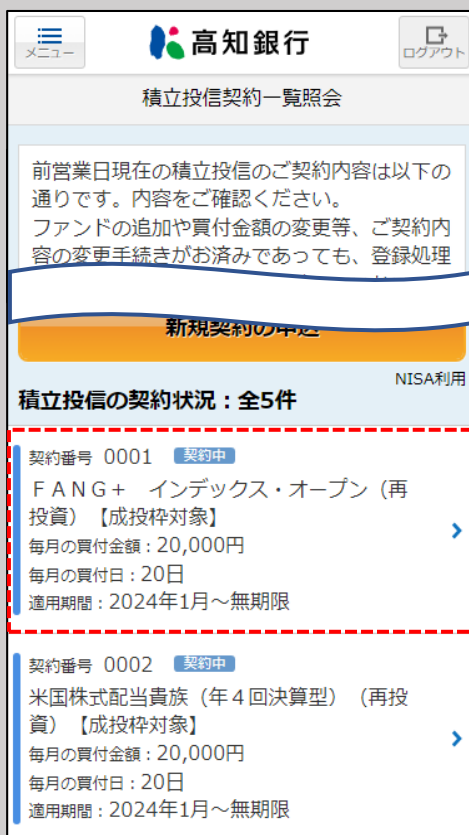 メニュー
高知銀行
ログアウト
積立投信契約一覧照会
前営業日現在の積立投信のご契約内容は以下の
通りです。内容をご確認ください。
ファンドの追加や買付金額の変更等、ご契約内
容の変更手続きがお済みであっても、登録処理
新規契約の申込
NISA利用
積立投信の契約状況：全5件
契約番号 0001 契約中
ＦＡＮＧ＋　インデックス・オープン（再
投資）【成投枠対象】
毎月の買付金額：20,000円
毎月の買付日：20日
適用期間：2024年1月～無期限
契約番号 0002 契約中
米国株式配当貴族（年４回決算型）（再投
資）【成投枠対象】
毎月の買付金額：20,000円
毎月の買付日：20日
適用期間：2024年1月～無期限